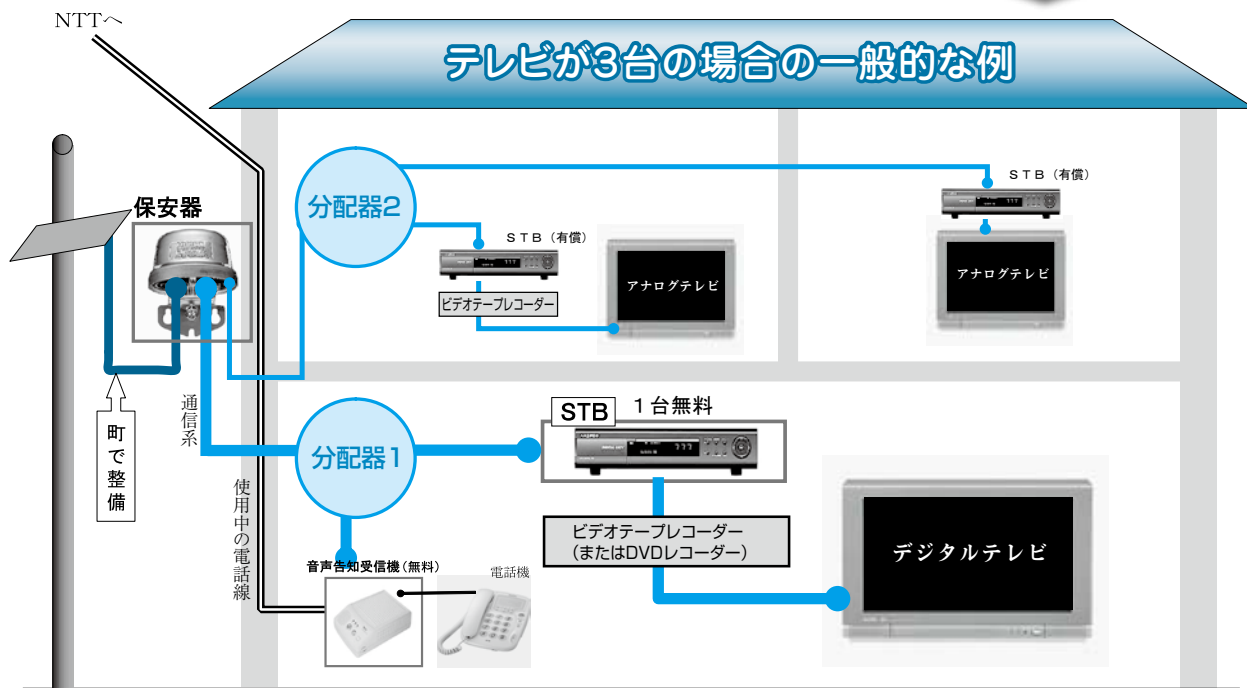 NTTへ
テレビが3台の場合の一般的な例
保安器
分配器2
STB(有償)
STB(有償)
アナログテレビ
アナログテレビ
ビデオテープレコーダー
町で整備
通信系
分配器1
STB
1台無料
777
使用中の電話線
ビデオテープレコーダー
(またはDVDレコーダー)
デジタルテレビ
音声告知受信機(無料)
電話機